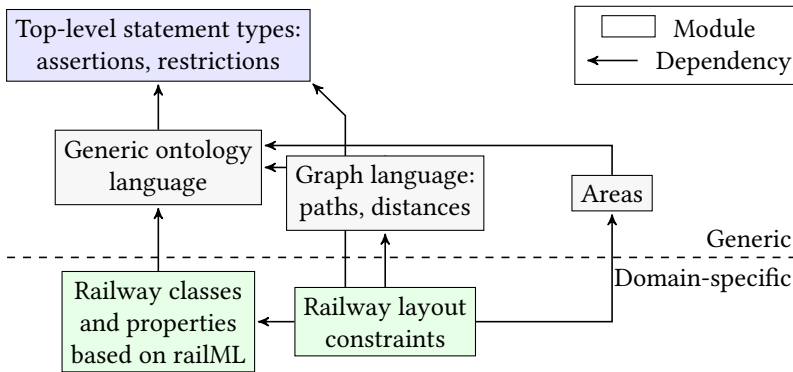 Top-level statement types:
assertions, restrictions
Module
Dependency
Generic ontology
language
Graph language:
paths, distances
Areas
Generic
Domain-specific
Railway classes
and properties
based on railML
Railway layout
constraints